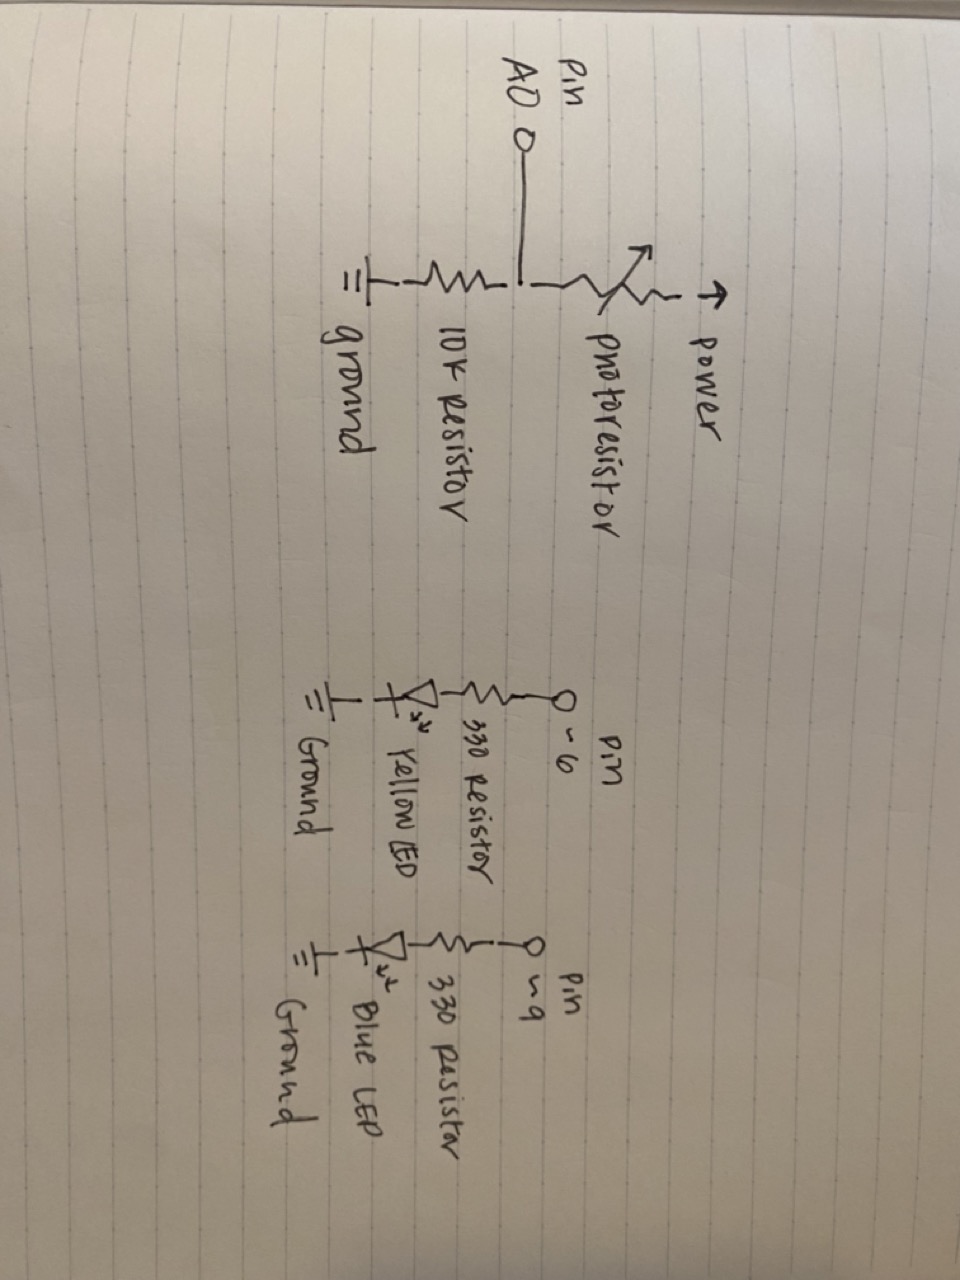 Pin
A0
power
photoresistor
10K resistor
ground
Pin
~6
330 resistor
Yellow LED
Ground
Pin
~9
330 resistor
Blue LED
Ground